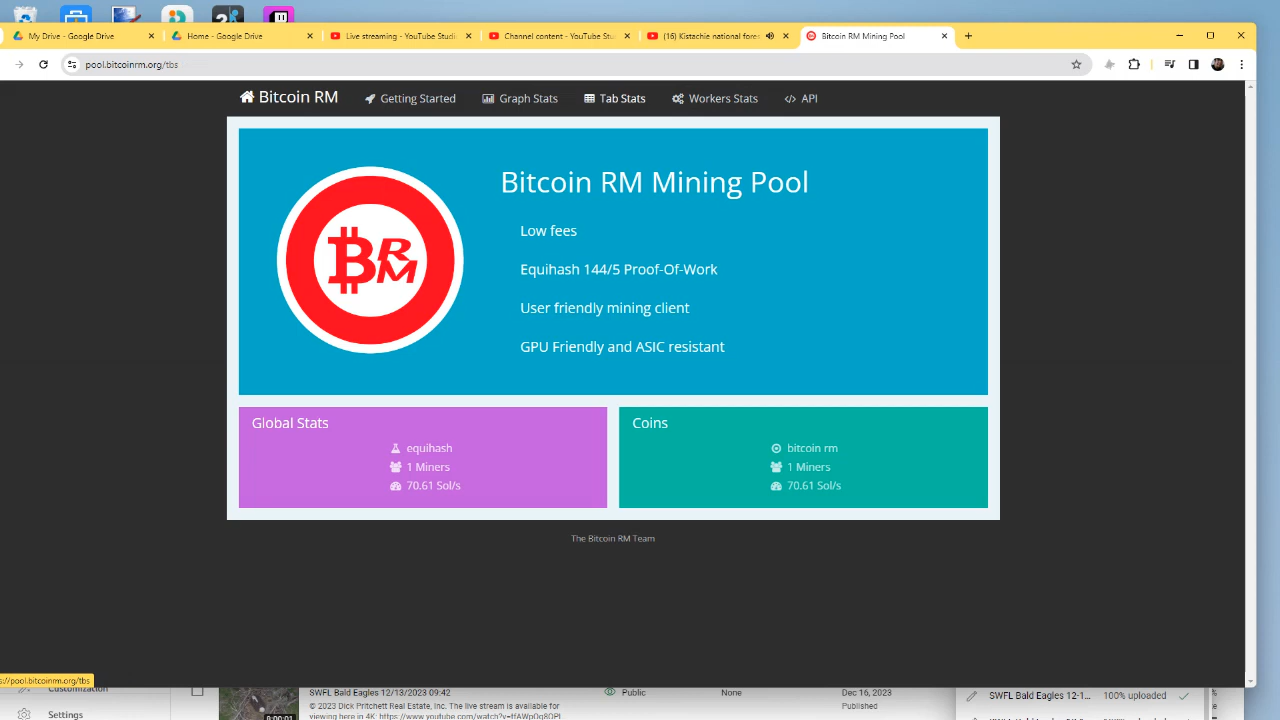 My Drive - Google Drive
Home - Google Drive
Live streaming - YouTube Studi
Channel content - YouTube Stu
(16) Kistachie national fores
Bitcoin RM Mining Pool
pool.bitcoinrm.org/tbs
Bitcoin RM
Getting Started
Graph Stats
Tab Stats
Workers Stats
API
BRM
Bitcoin RM Mining Pool
Low fees
Equihash 144/5 Proof-Of-Work
User friendly mining client
GPU Friendly and ASIC resistant
Global Stats
equihash
1 Miners
70.61 Sol/s
Coins
bitcoin rm
1 Miners
70.61 Sol/s
The Bitcoin RM Team
s://pool.bitcoinrm.org/tbs
Customization
Settings
0:00:01
SWFL Bald Eagles 12/13/2023 09:42
© 2023 Dick Pritchett Real Estate, Inc. The live stream is available for
viewing here in 4K:
Public
None
Dec 16, 2023
Published
SWFL Bald Eagles 12-1...
100% uploaded